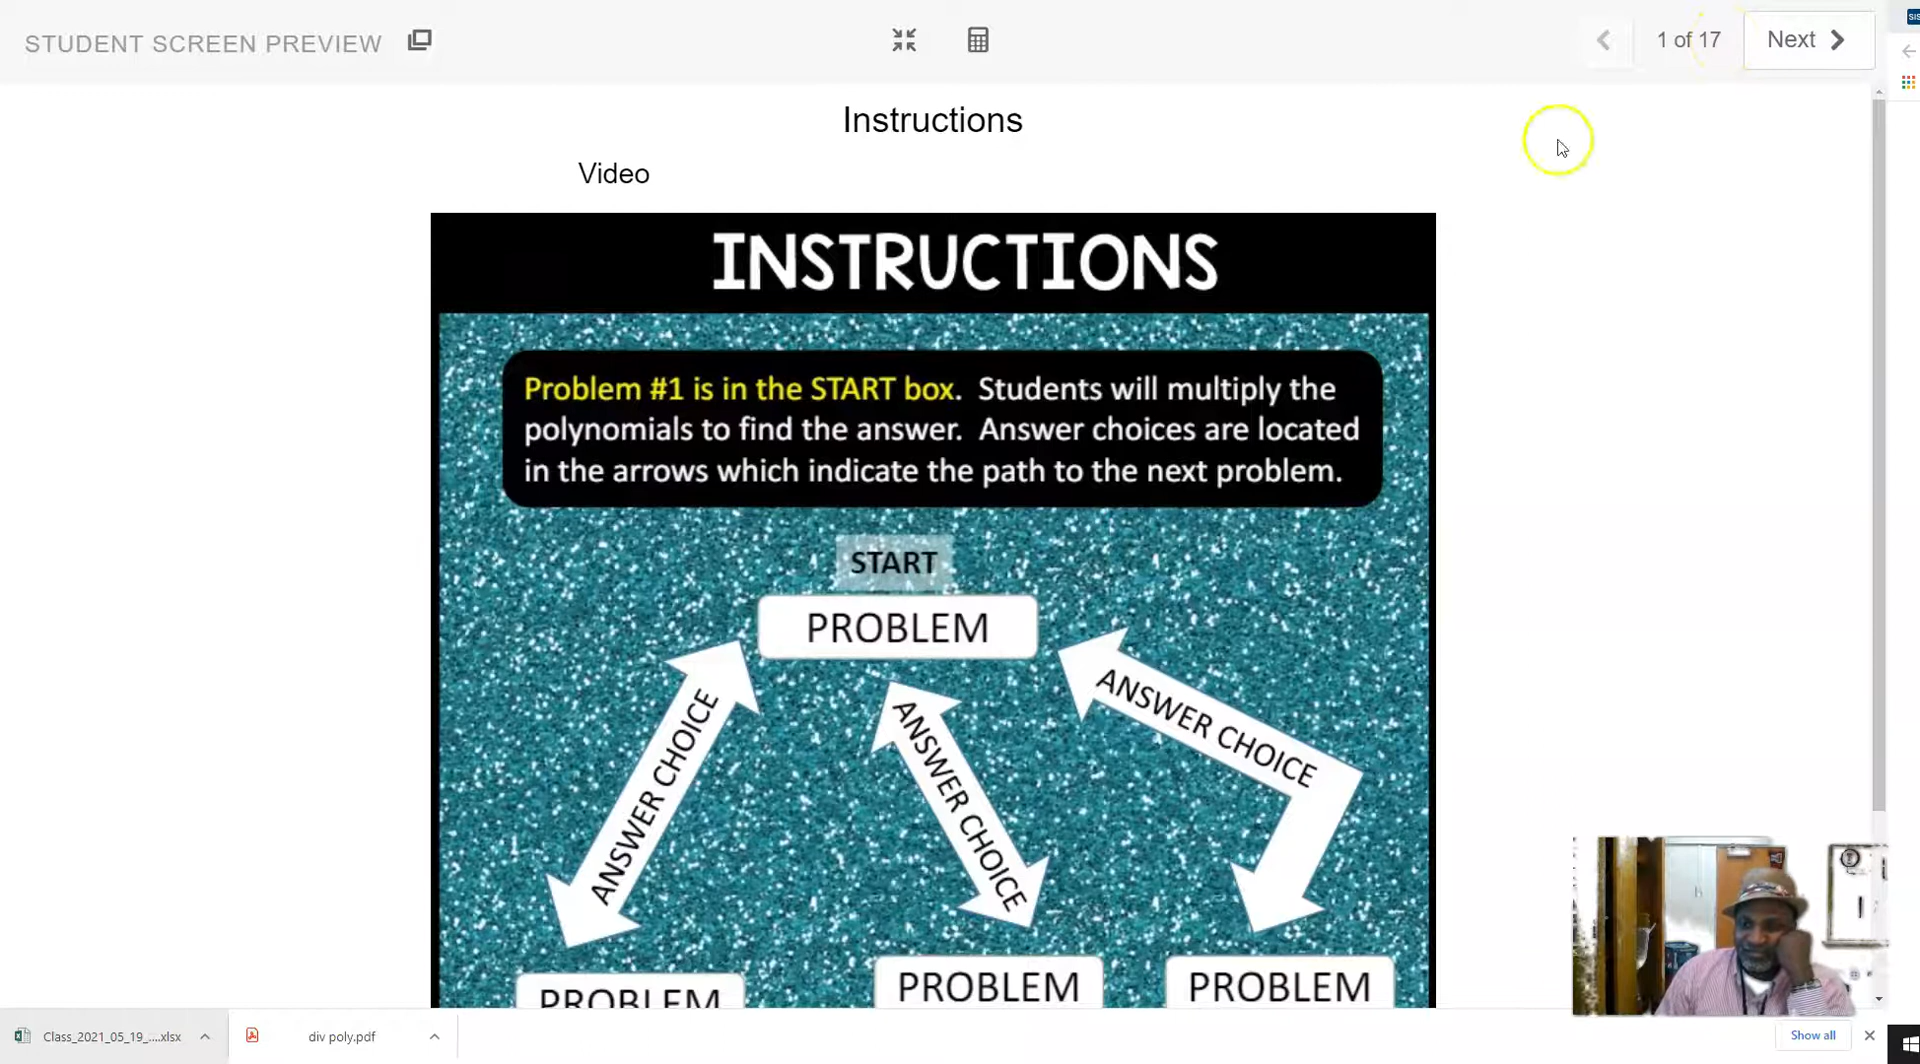 STUDENT SCREEN PREVIEW
1 of 17
Next
SIS
Instructions
Video
INSTRUCTIONS
Problem #1 is in the START box. Students will multiply the
polynomials to find the answer. Answer choices are located
in the arrows which indicate the path to the next problem.
START
PROBLEM
ANSWER CHOICE
ANSWER CHOICE
ANSWER CHOICE
PROBLEM
PROBLEM
PROBLEM
Class_2021_05_19_....xlsx
div poly.pdf
Show all